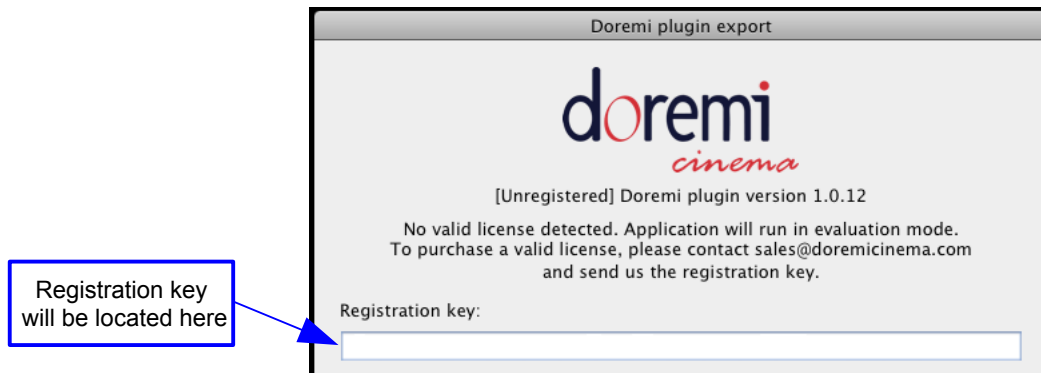 Doremi plugin export
doremi
cinema
[Unregistered] Doremi plugin version 1.0.12
No valid license detected. Application will run in evaluation mode.
To purchase a valid license, please contact sales@doremicinema.com
and send us the registration key.
Registration key
will be located here
Registration key: